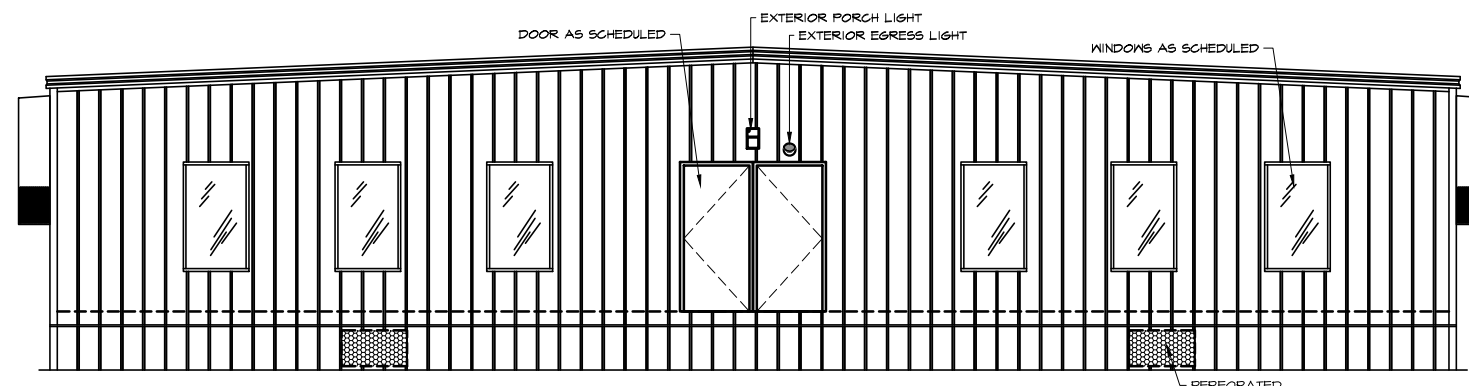 EXTERIOR PORCH LIGHT
DOOR AS SCHEDULED
EXTERIOR EGRESS LIGHT
WINDOWS AS SCHEDULED
PERFORATED